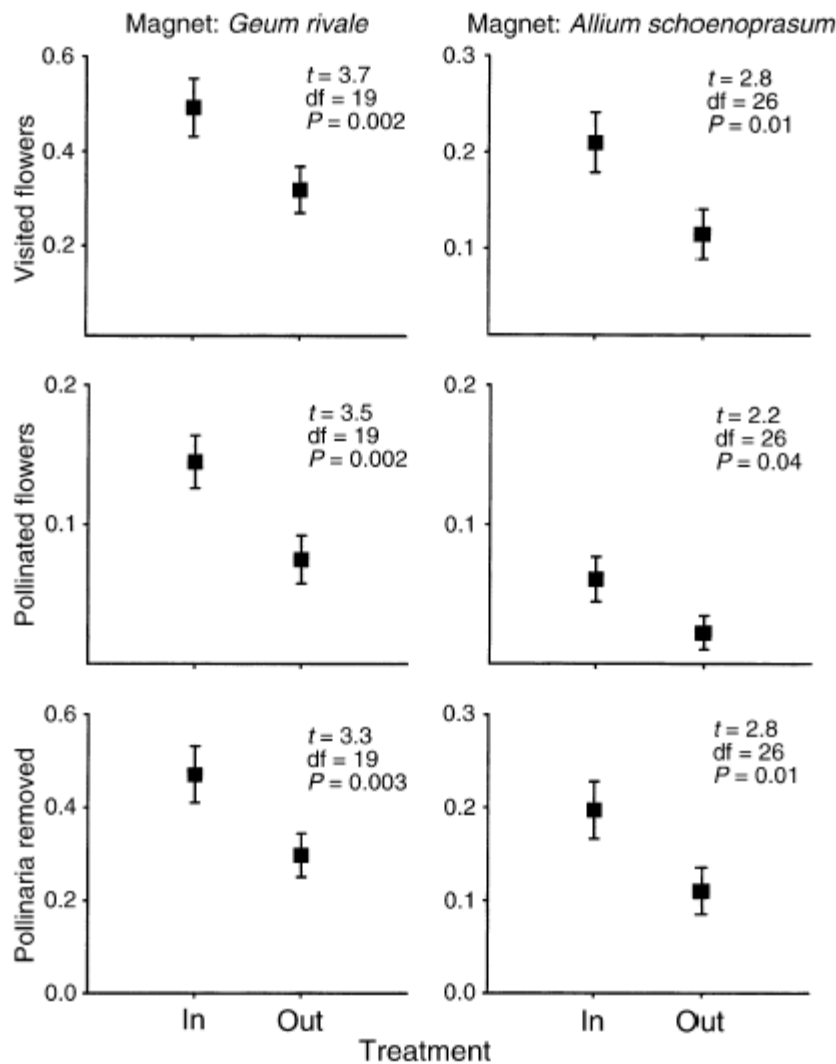 Magnet: Geum rivale
Magnet: Allium schoenoprasum
Visited flowers
0.6
0.4
0.2
t = 3.7
df = 19
P = 0.002
0.3
0.2
0.1
t = 2.8
df = 26
P = 0.01
Pollinated flowers
0.2
0.1
t = 3.5
df = 19
P = 0.002
0.2
0.1
t = 2.2
df = 26
P = 0.04
Pollinaria removed
0.6
0.4
0.2
0.0
t = 3.3
df = 19
P = 0.003
0.3
0.2
0.1
0.0
t = 2.8
df = 26
P = 0.01
In Out
In Out
Treatment